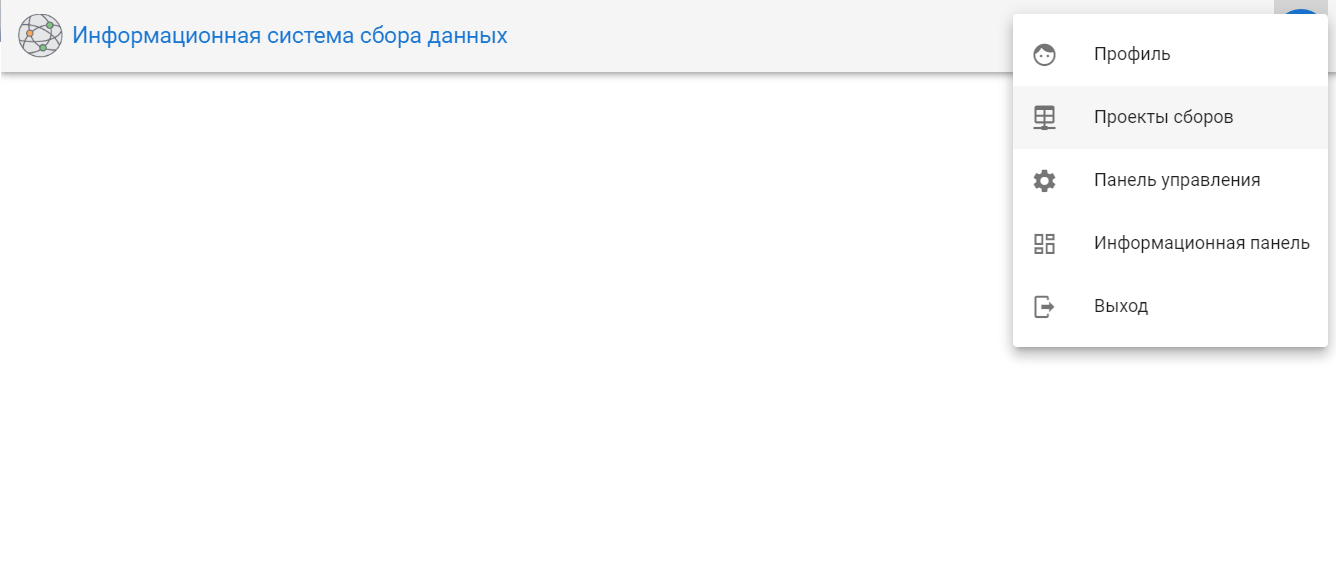 Информационная система сбора данных
Профиль
Проекты сборов
Панель управления
Информационная панель
Выход